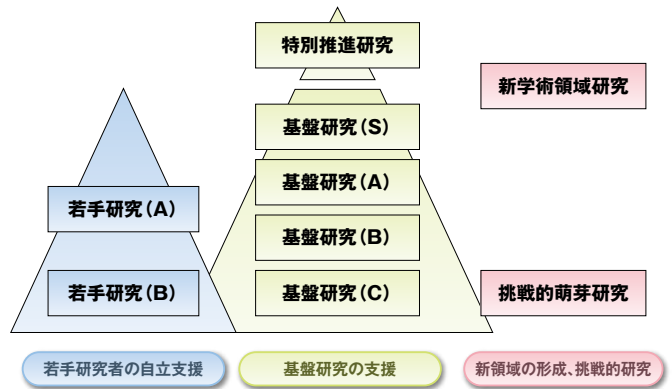 特別推進研究
新学術領域研究
基盤研究(S)
基盤研究(A)
若手研究(A)
基盤研究(B)
若手研究(B)
基盤研究(C)
挑戦的萌芽研究
若手研究者の自立支援
基盤研究の支援
新領域の形成、挑戦的研究